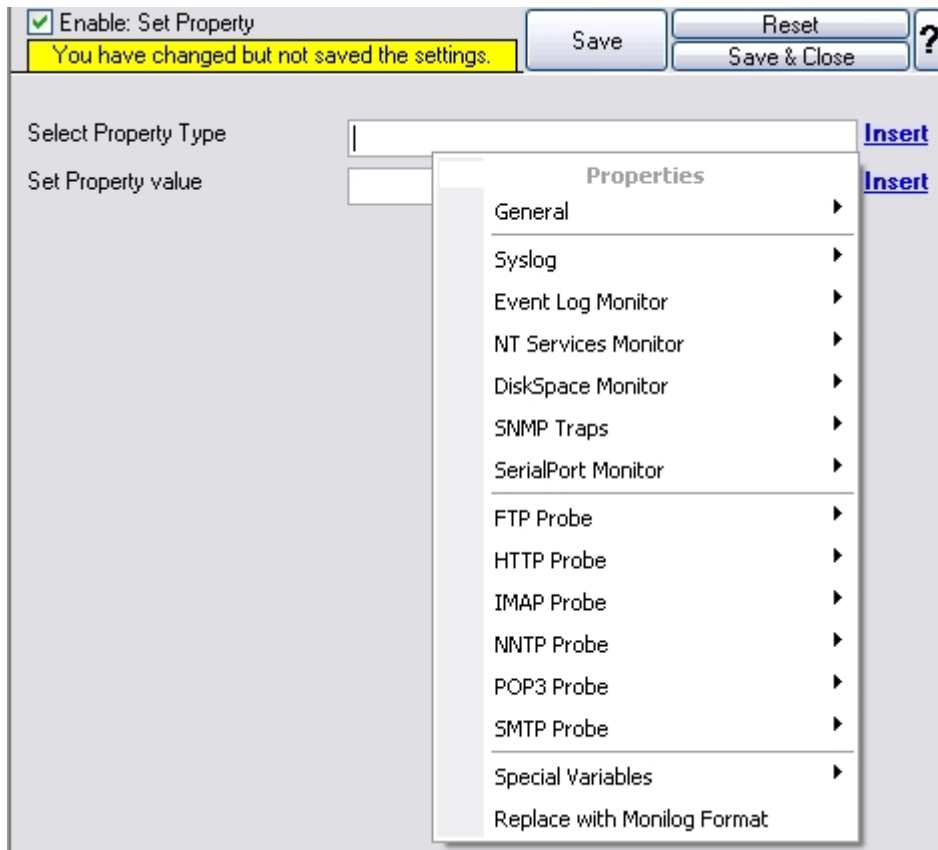 Enable: Set Property
You have changed but not saved the settings.
Save
Reset
Save & Close
?
Select Property Type
Insert
Set Property value
Insert
Properties
General
Syslog
Event Log Monitor
NT Services Monitor
DiskSpace Monitor
SNMP Traps
SerialPort Monitor
FTP Probe
HTTP Probe
IMAP Probe
NNTP Probe
POP3 Probe
SMTP Probe
Special Variables
Replace with Monilog Format